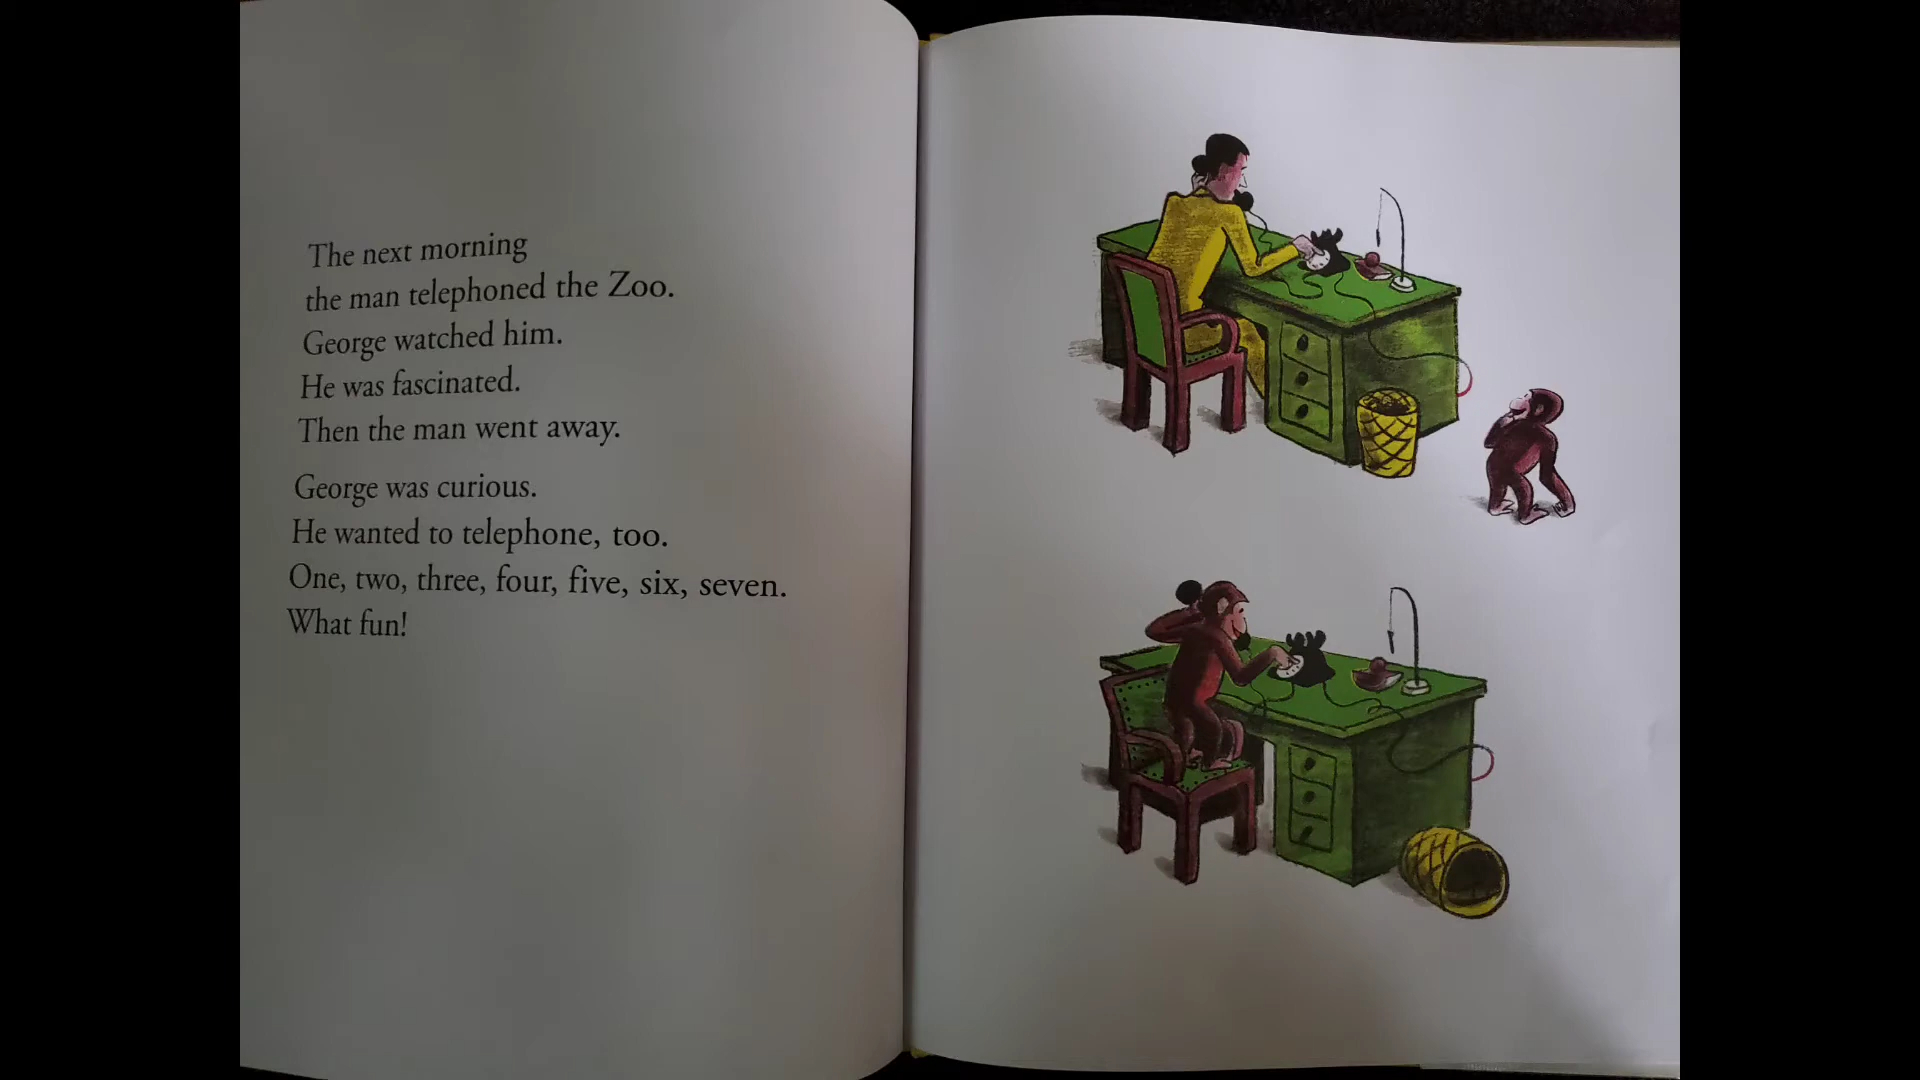 The next morning
the man telephoned the Zoo.
George watched him.
He was fascinated.
Then the man went away.
George was curious.
He wanted to telephone, too.
One, two, three, four, five, six, seven.
What fun!